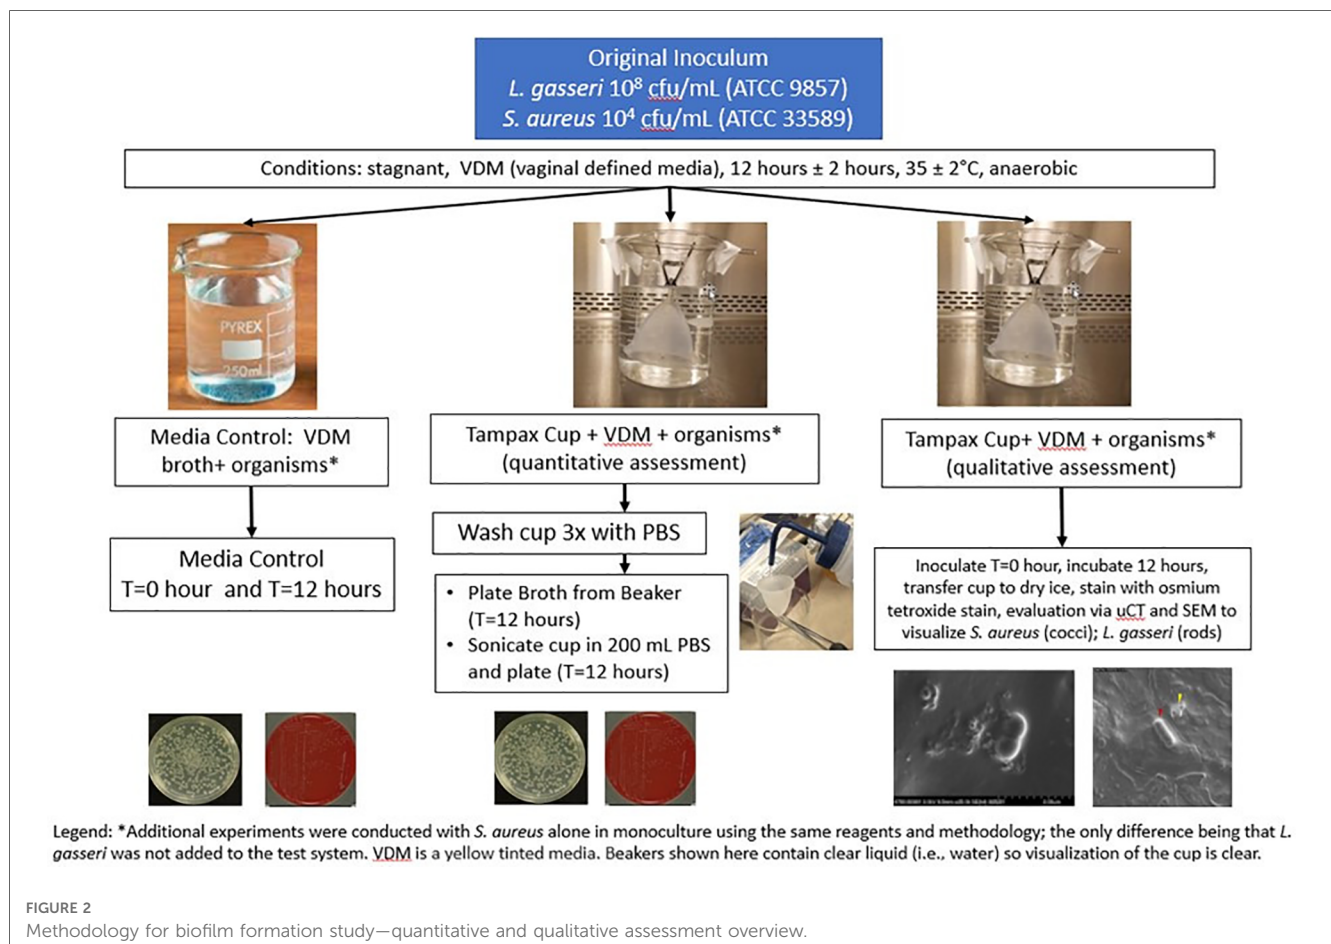 Original Inoculum
L. gasseri 10⁸ cfu/mL (ATCC 9857)
S. aureus 10⁴ cfu/mL (ATCC 33589)
Conditions: stagnant, VDM (vaginal defined media), 12 hours ± 2 hours, 35 ± 2°C, anaerobic
PYREX
250ml
Media Control: VDM
broth+ organisms*
Media Control
T=0 hour and T=12 hours
Tampax Cup + VDM + organisms*
(quantitative assessment)
Wash cup 3x with PBS
• Plate Broth from Beaker
(T=12 hours)
• Sonicate cup in 200 mL PBS
and plate (T=12 hours)
Tampax Cup+ VDM + organisms*
(qualitative assessment)
Inoculate T=0 hour, incubate 12 hours,
transfer cup to dry ice, stain with osmium
tetroxide stain, evaluation via uCT and SEM to
visualize S. aureus (cocci); L. gasseri (rods)
Legend: *Additional experiments were conducted with S. aureus alone in monoculture using the same reagents and methodology; the only difference being that L.
gasseri was not added to the test system. VDM is a yellow tinted media. Beakers shown here contain clear liquid (i.e., water) so visualization of the cup is clear.
FIGURE 2
Methodology for biofilm formation study—quantitative and qualitative assessment overview.